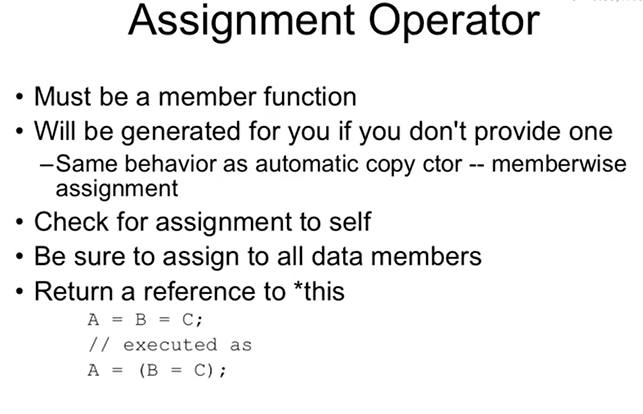 Assignment Operator
• Must be a member function
• Will be generated for you if you don't provide one
–Same behavior as automatic copy ctor -- memberwise
assignment
• Check for assignment to self
• Be sure to assign to all data members
• Return a reference to *this
A = B = C;
// executed as
A = (B = C);